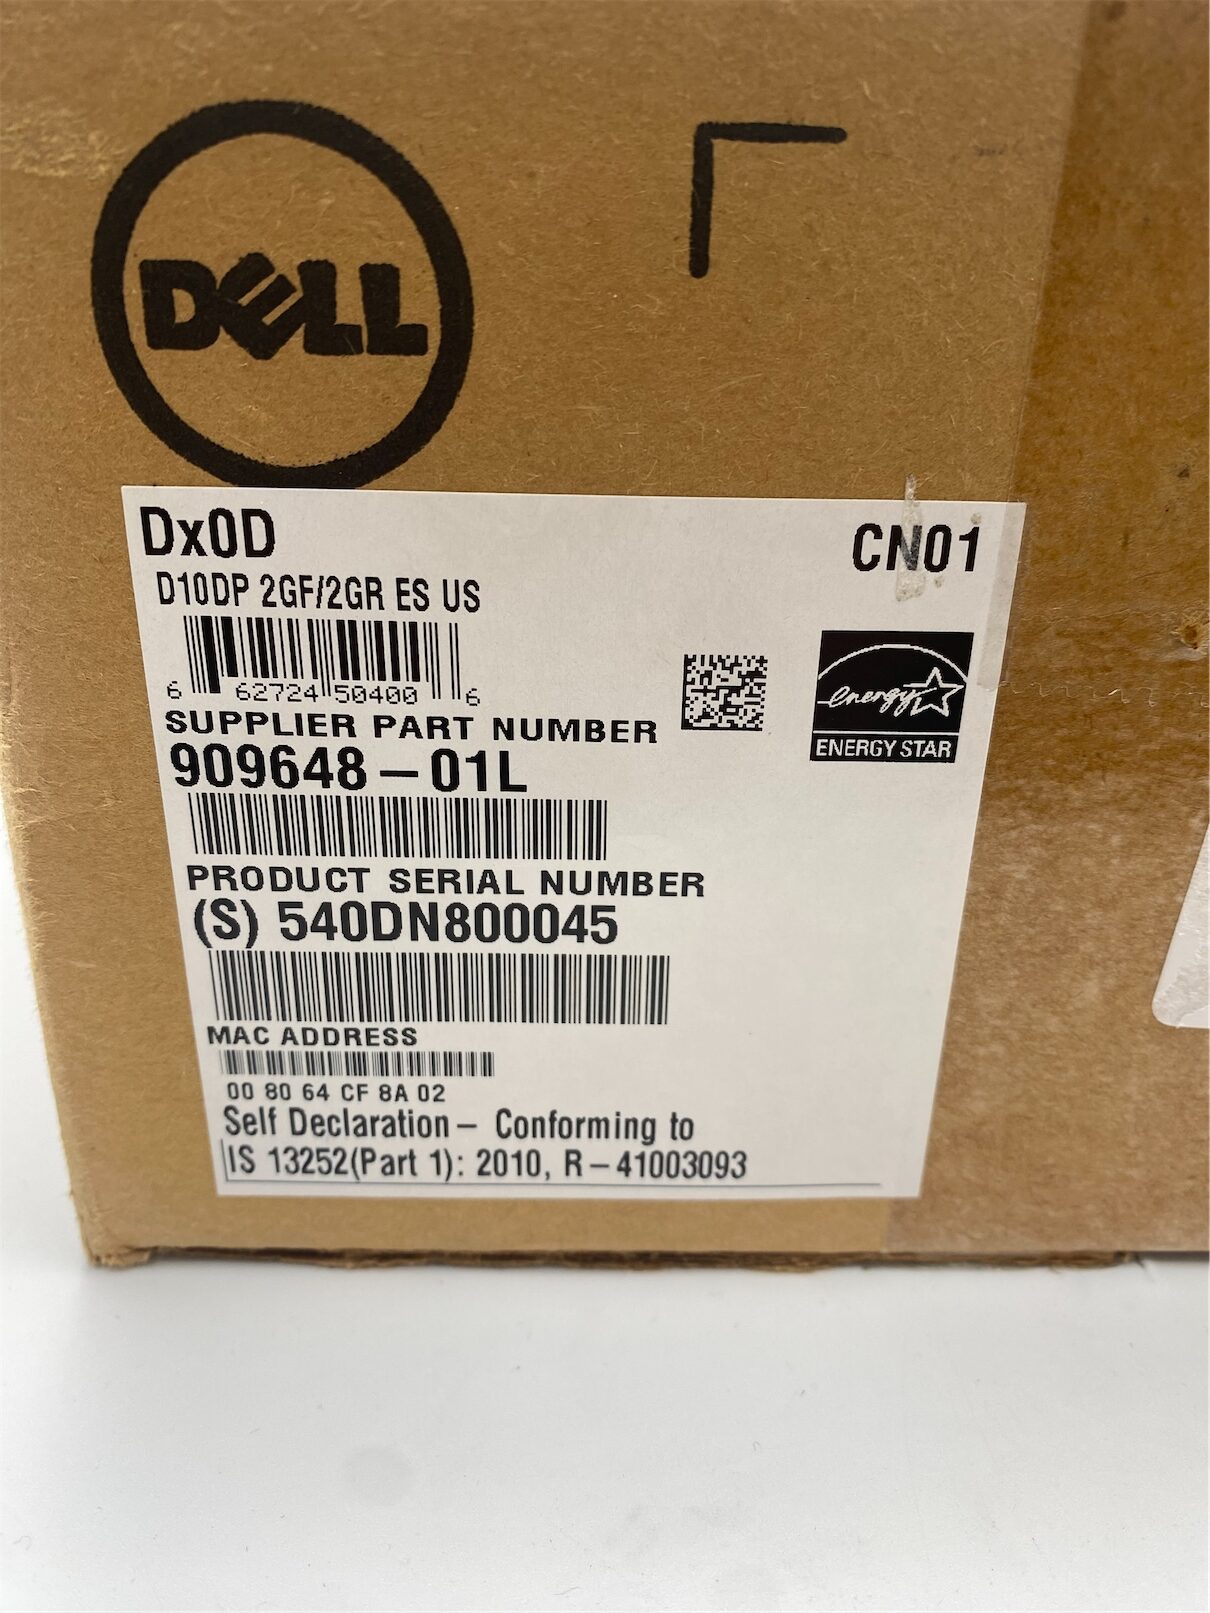 DELL
Dx0D
CN01
D10DP 2GF/2GR ES US
6 62724 50400 6
SUPPLIER PART NUMBER
909648-01L
energy
ENERGY STAR
PRODUCT SERIAL NUMBER
(S) 540DN800045
MAC ADDRESS
00 80 64 CF 8A 02
Self Declaration - Conforming to
IS 13252(Part 1): 2010, R-41003093